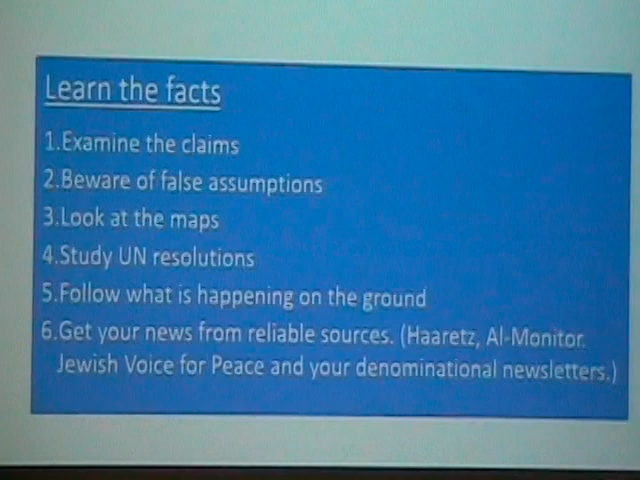 Learn the facts
1.Examine the claims
2.Beware of false assumptions
3.Look at the maps
4.Study UN resolutions
5.Follow what is happening on the ground
6.Get your news from reliable sources. (Haaretz, Al-Monitor.
Jewish Voice for Peace and your denominational newsletters.)